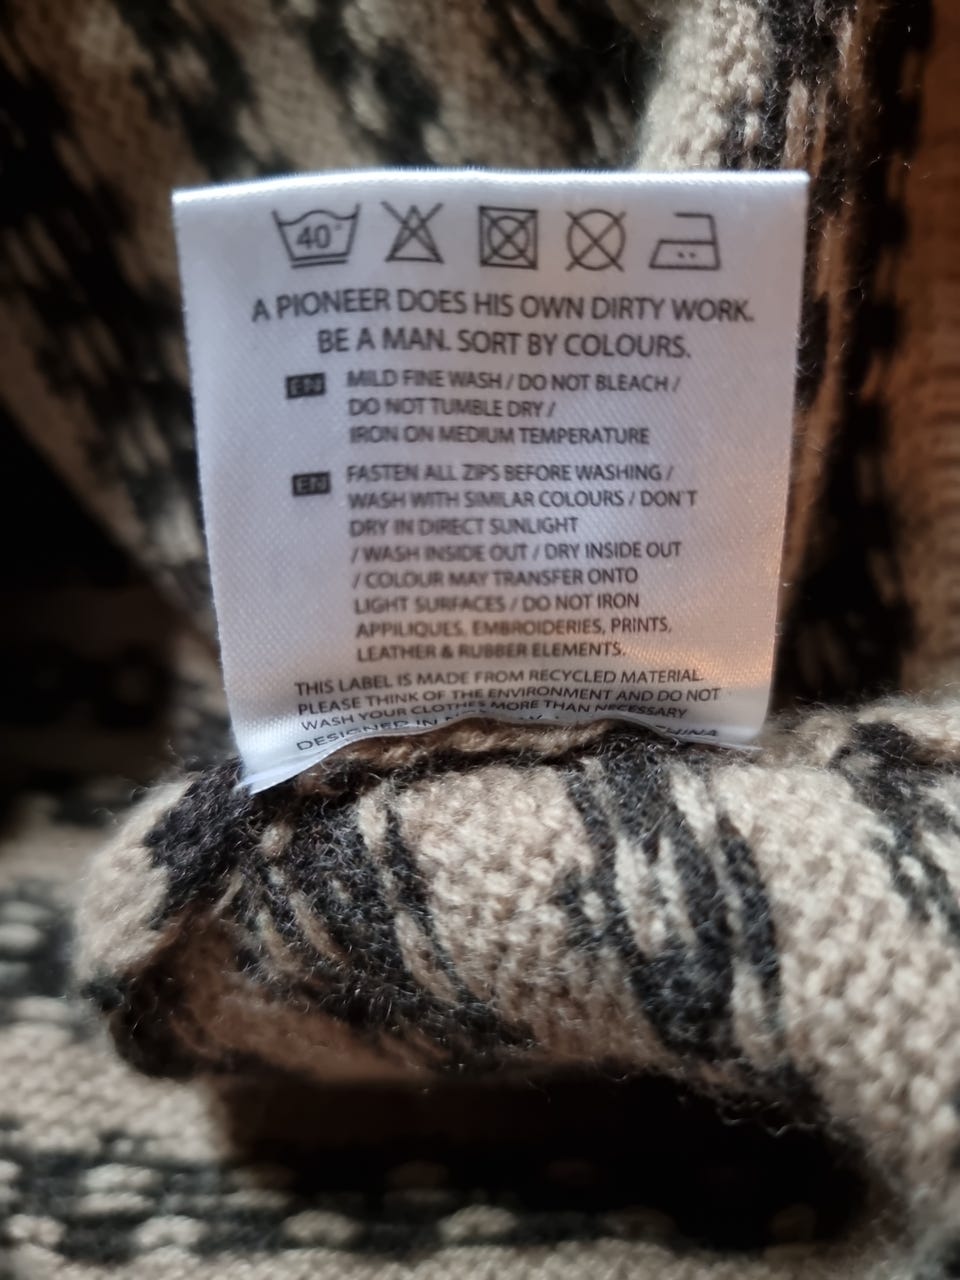 40°
A PIONEER DOES HIS OWN DIRTY WORK.
BE A MAN. SORT BY COLOURS.
EN MILD FINE WASH / DO NOT BLEACH /
DO NOT TUMBLE DRY /
IRON ON MEDIUM TEMPERATURE
EN FASTEN ALL ZIPS BEFORE WASHING /
WASH WITH SIMILAR COLOURS / DON'T
DRY IN DIRECT SUNLIGHT
/ WASH INSIDE OUT / DRY INSIDE OUT
/ COLOUR MAY TRANSFER ONTO
LIGHT SURFACES / DO NOT IRON
APPILIQUES, EMBROIDERIES, PRINTS,
LEATHER & RUBBER ELEMENTS.
THIS LABEL IS MADE FROM RECYCLED MATERIAL.
PLEASE THINK OF THE ENVIRONMENT AND DO NOT
WASH YOUR CLOTHES MORE THAN NECESSARY
DESIGNED IN CHINA